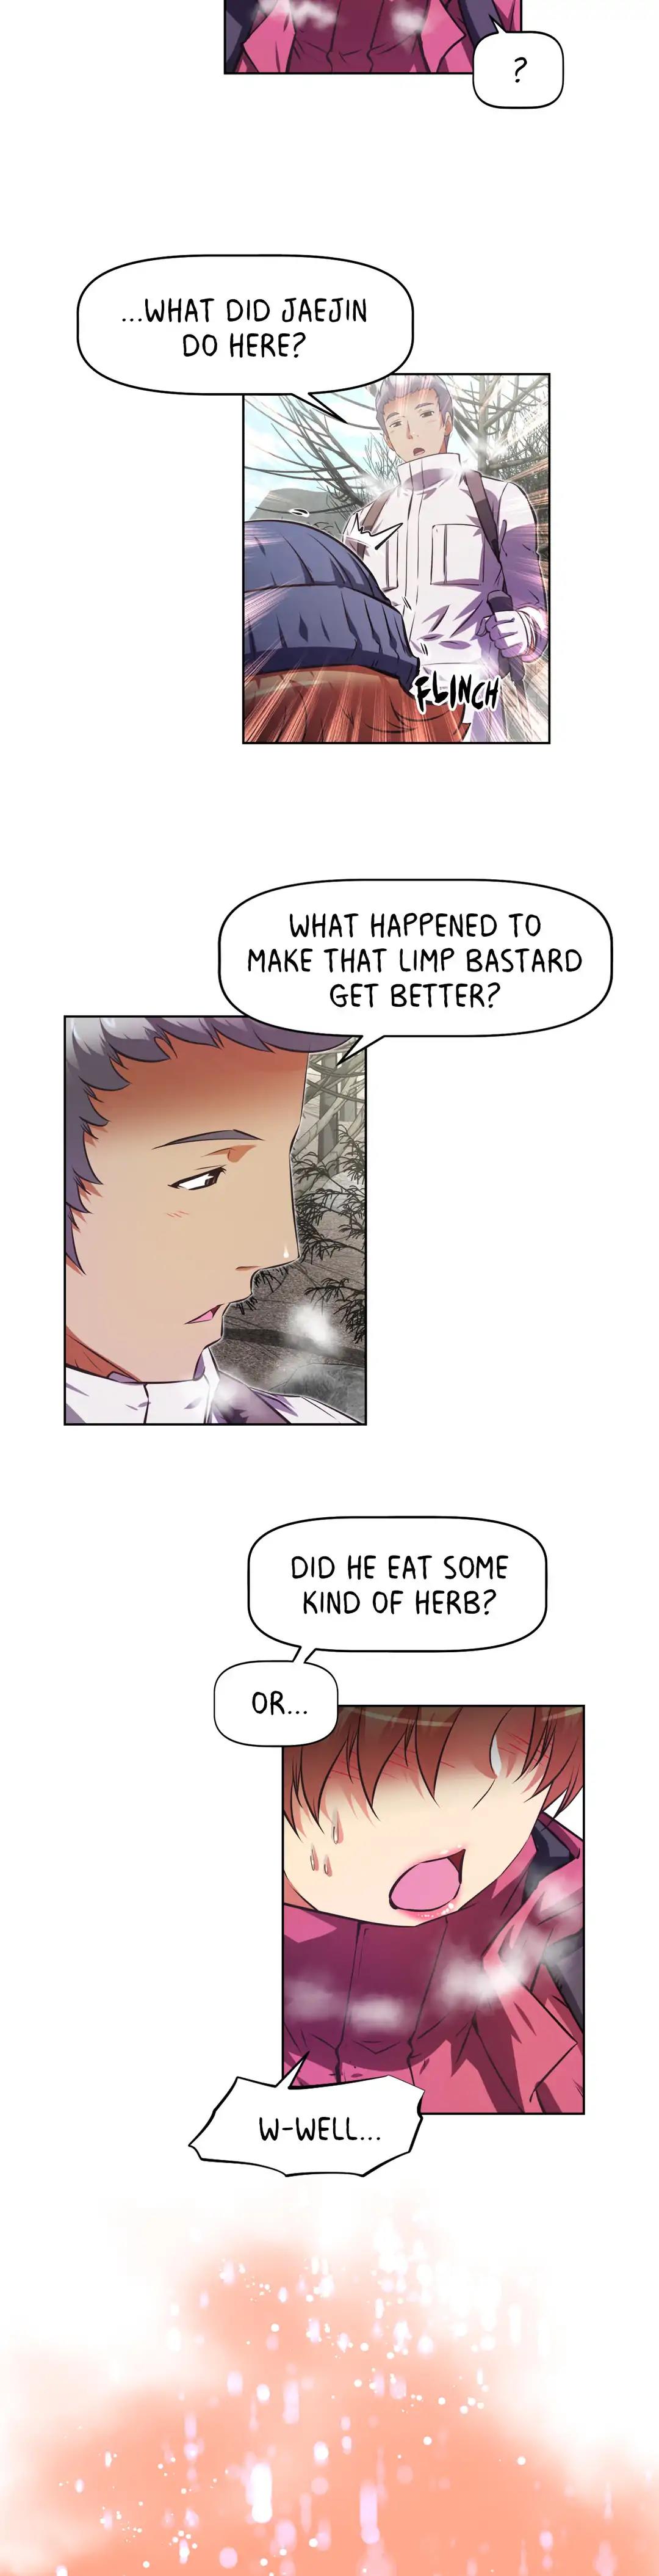 ?
...WHAT DID JAEJIN
DO HERE?
FLINCH
WHAT HAPPENED TO
MAKE THAT LIMP BASTARD
GET BETTER?
DID HE EAT SOME
KIND OF HERB?
OR...
W-WELL...